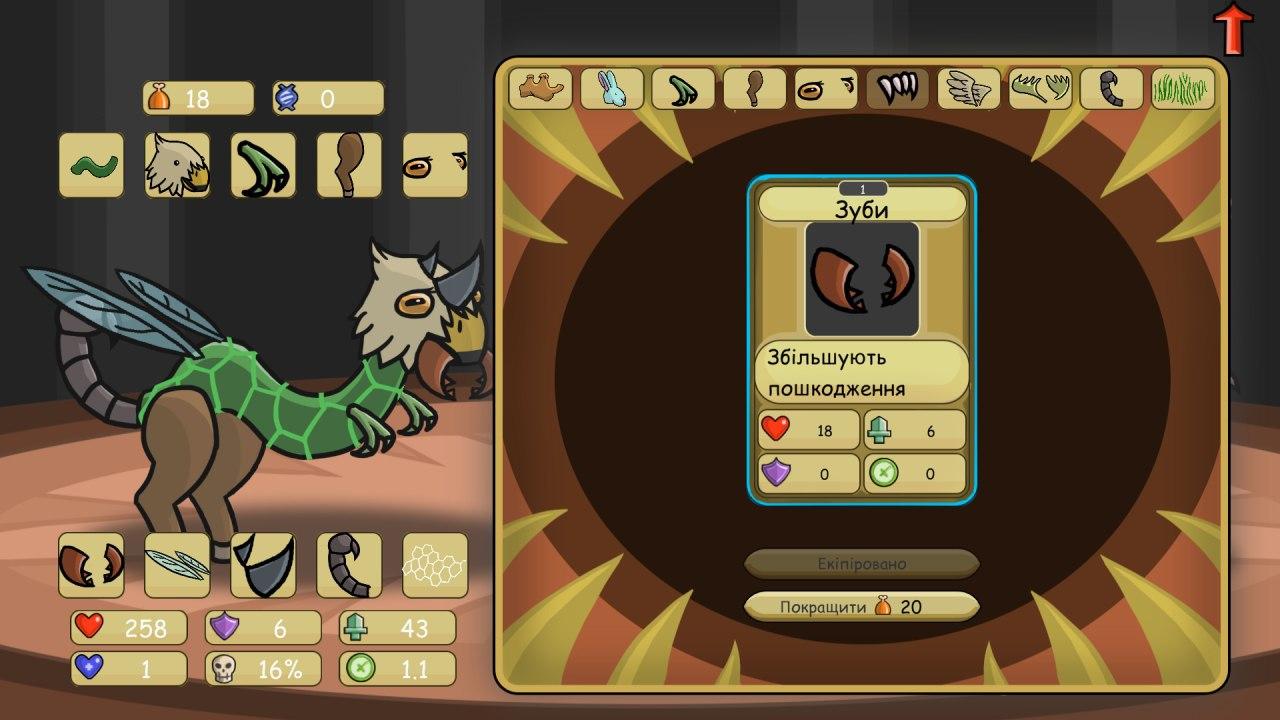 18
0
258
6
43
1
16%
1.1
1
Зуби
Збільшують
пошкодження
18
6
0
0
Екіпіровано
Покращити 20